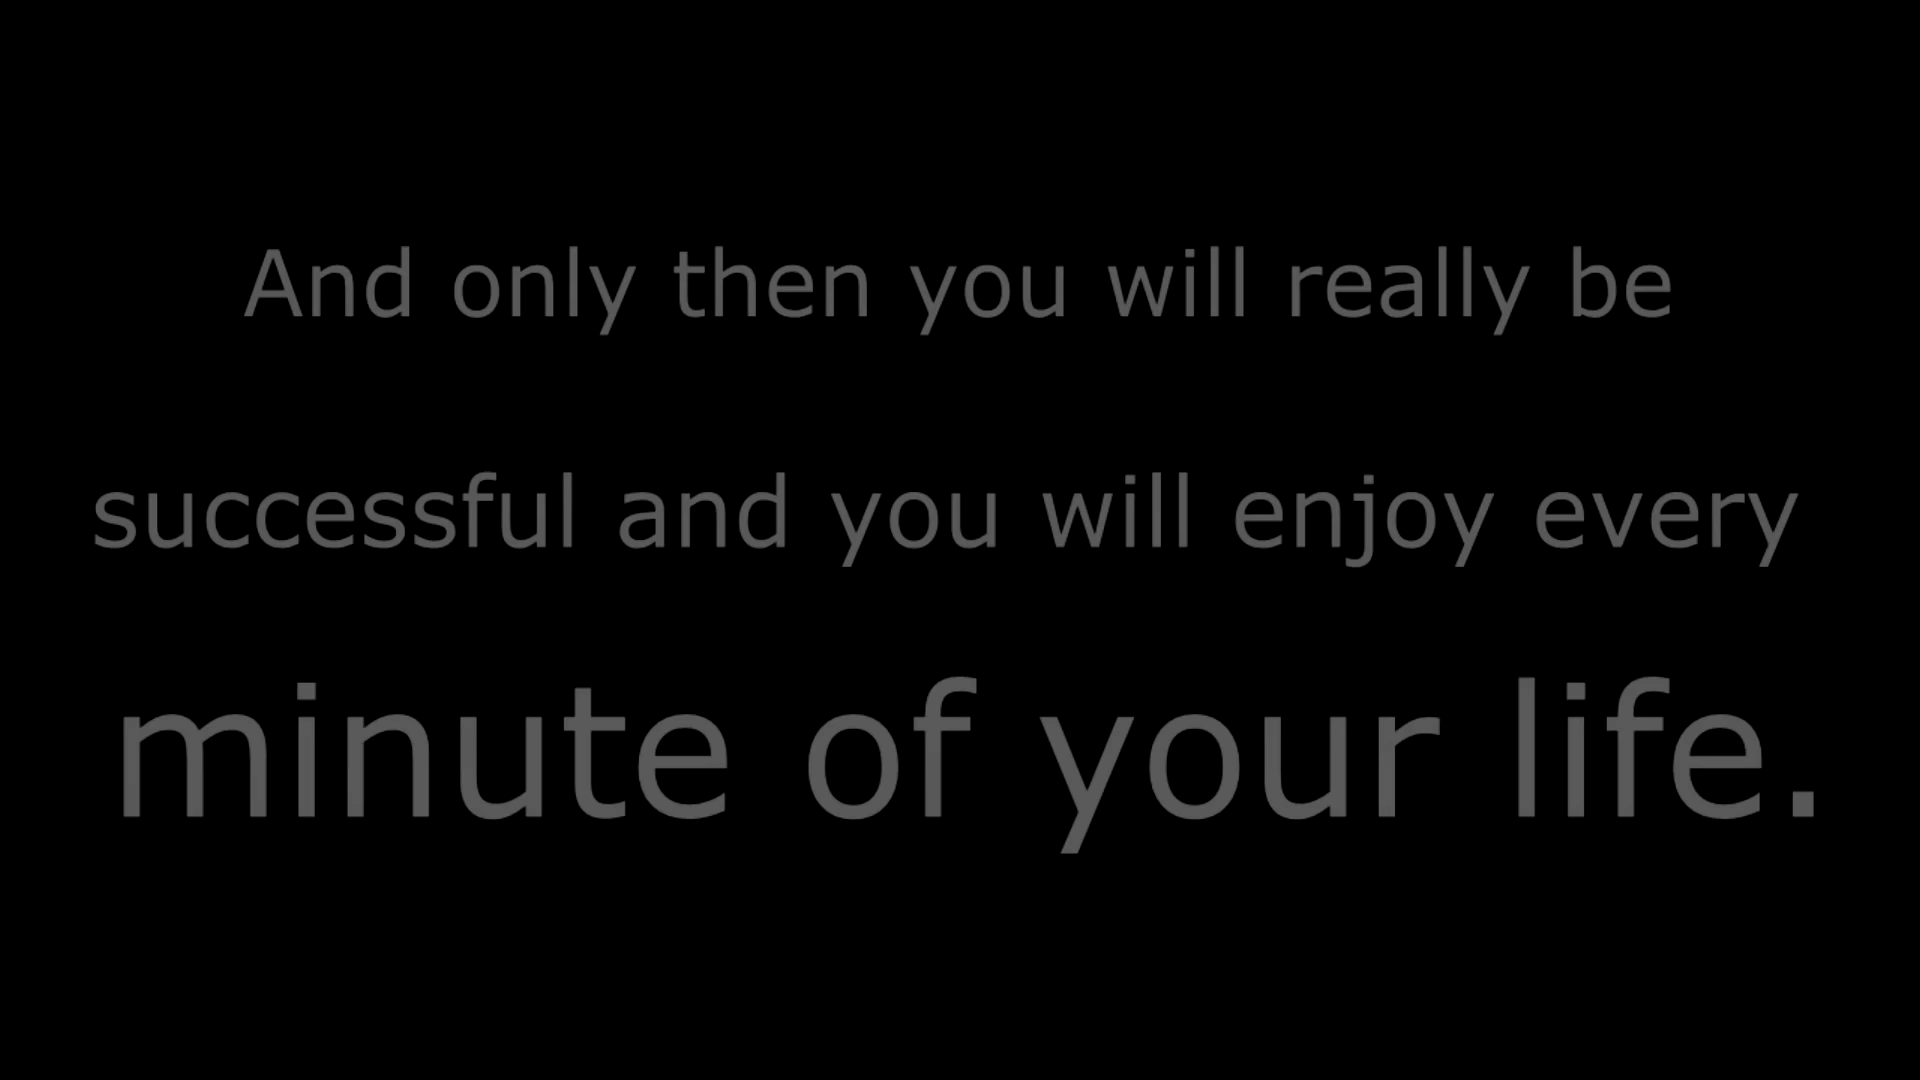 And only then you will really be
successful and you will enjoy every
minute of your life.